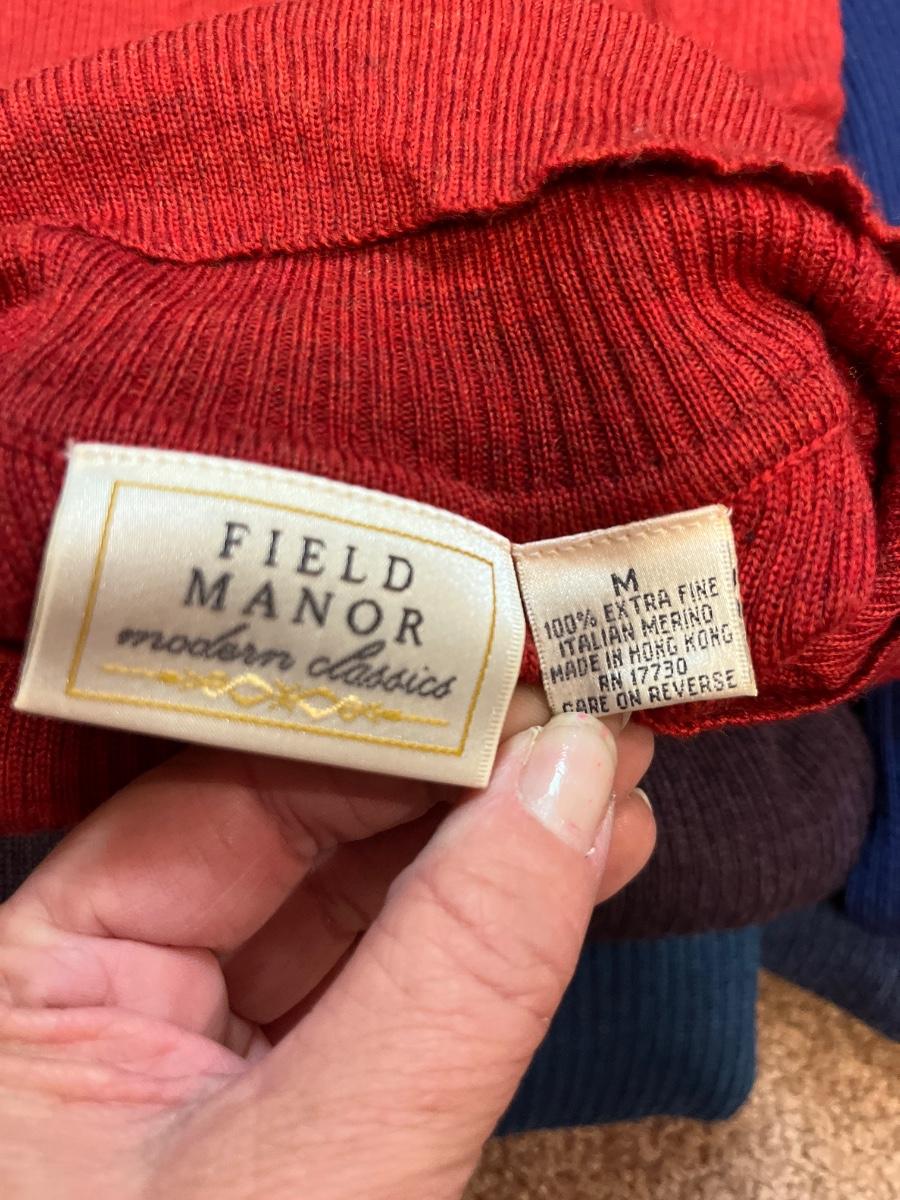 FIELD
MANOR
modern classics
M
100% EXTRA FINE
ITALIAN MERINO
MADE IN HONG KONG
RN 17730
CARE ON REVERSE